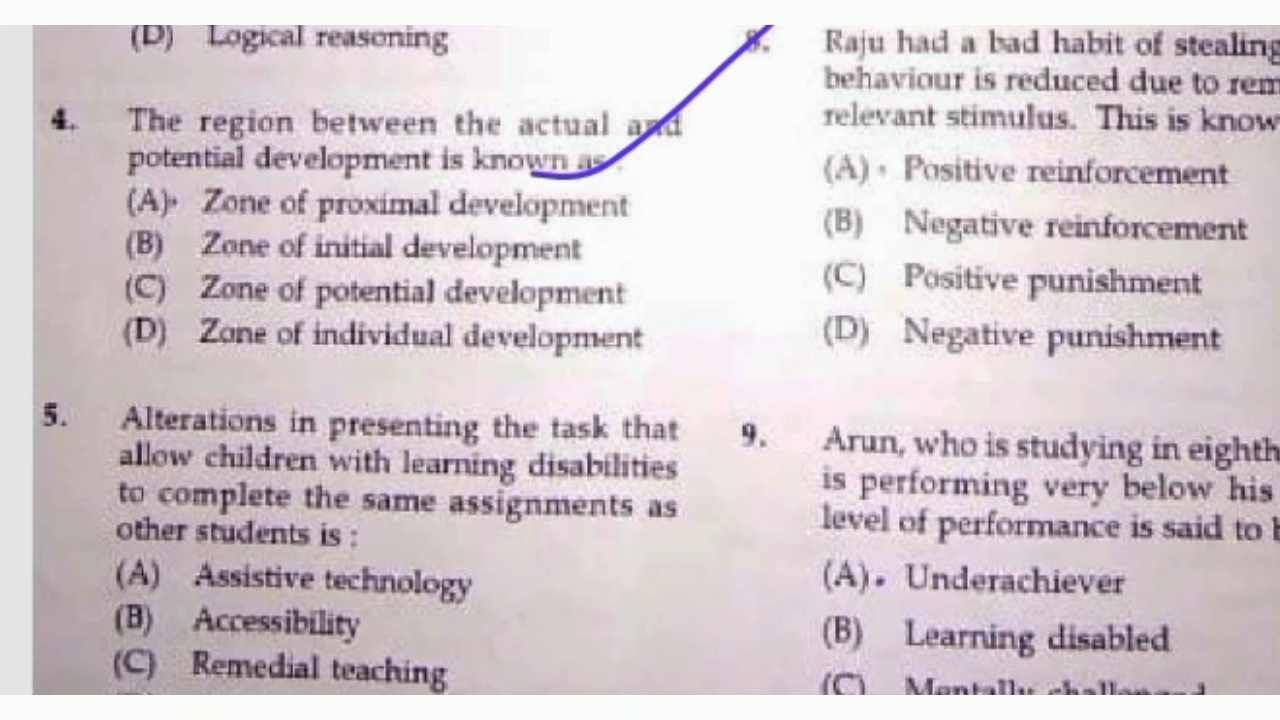 (D) Logical reasoning
4. The region between the actual and
potential development is known as :
(A) Zone of proximal development
(B) Zone of initial development
(C) Zone of potential development
(D) Zone of individual development
5. Alterations in presenting the task that
allow children with learning disabilities
to complete the same assignments as
other students is :
(A) Assistive technology
(B) Accessibility
(C) Remedial teaching
8. Raju had a bad habit of stealing
behaviour is reduced due to rem
relevant stimulus. This is know
(A) Positive reinforcement
(B) Negative reinforcement
(C) Positive punishment
(D) Negative punishment
9. Arun, who is studying in eighth
is performing very below his
level of performance is said to
(A) Underachiever
(B) Learning disabled
(C) Mentally challenged